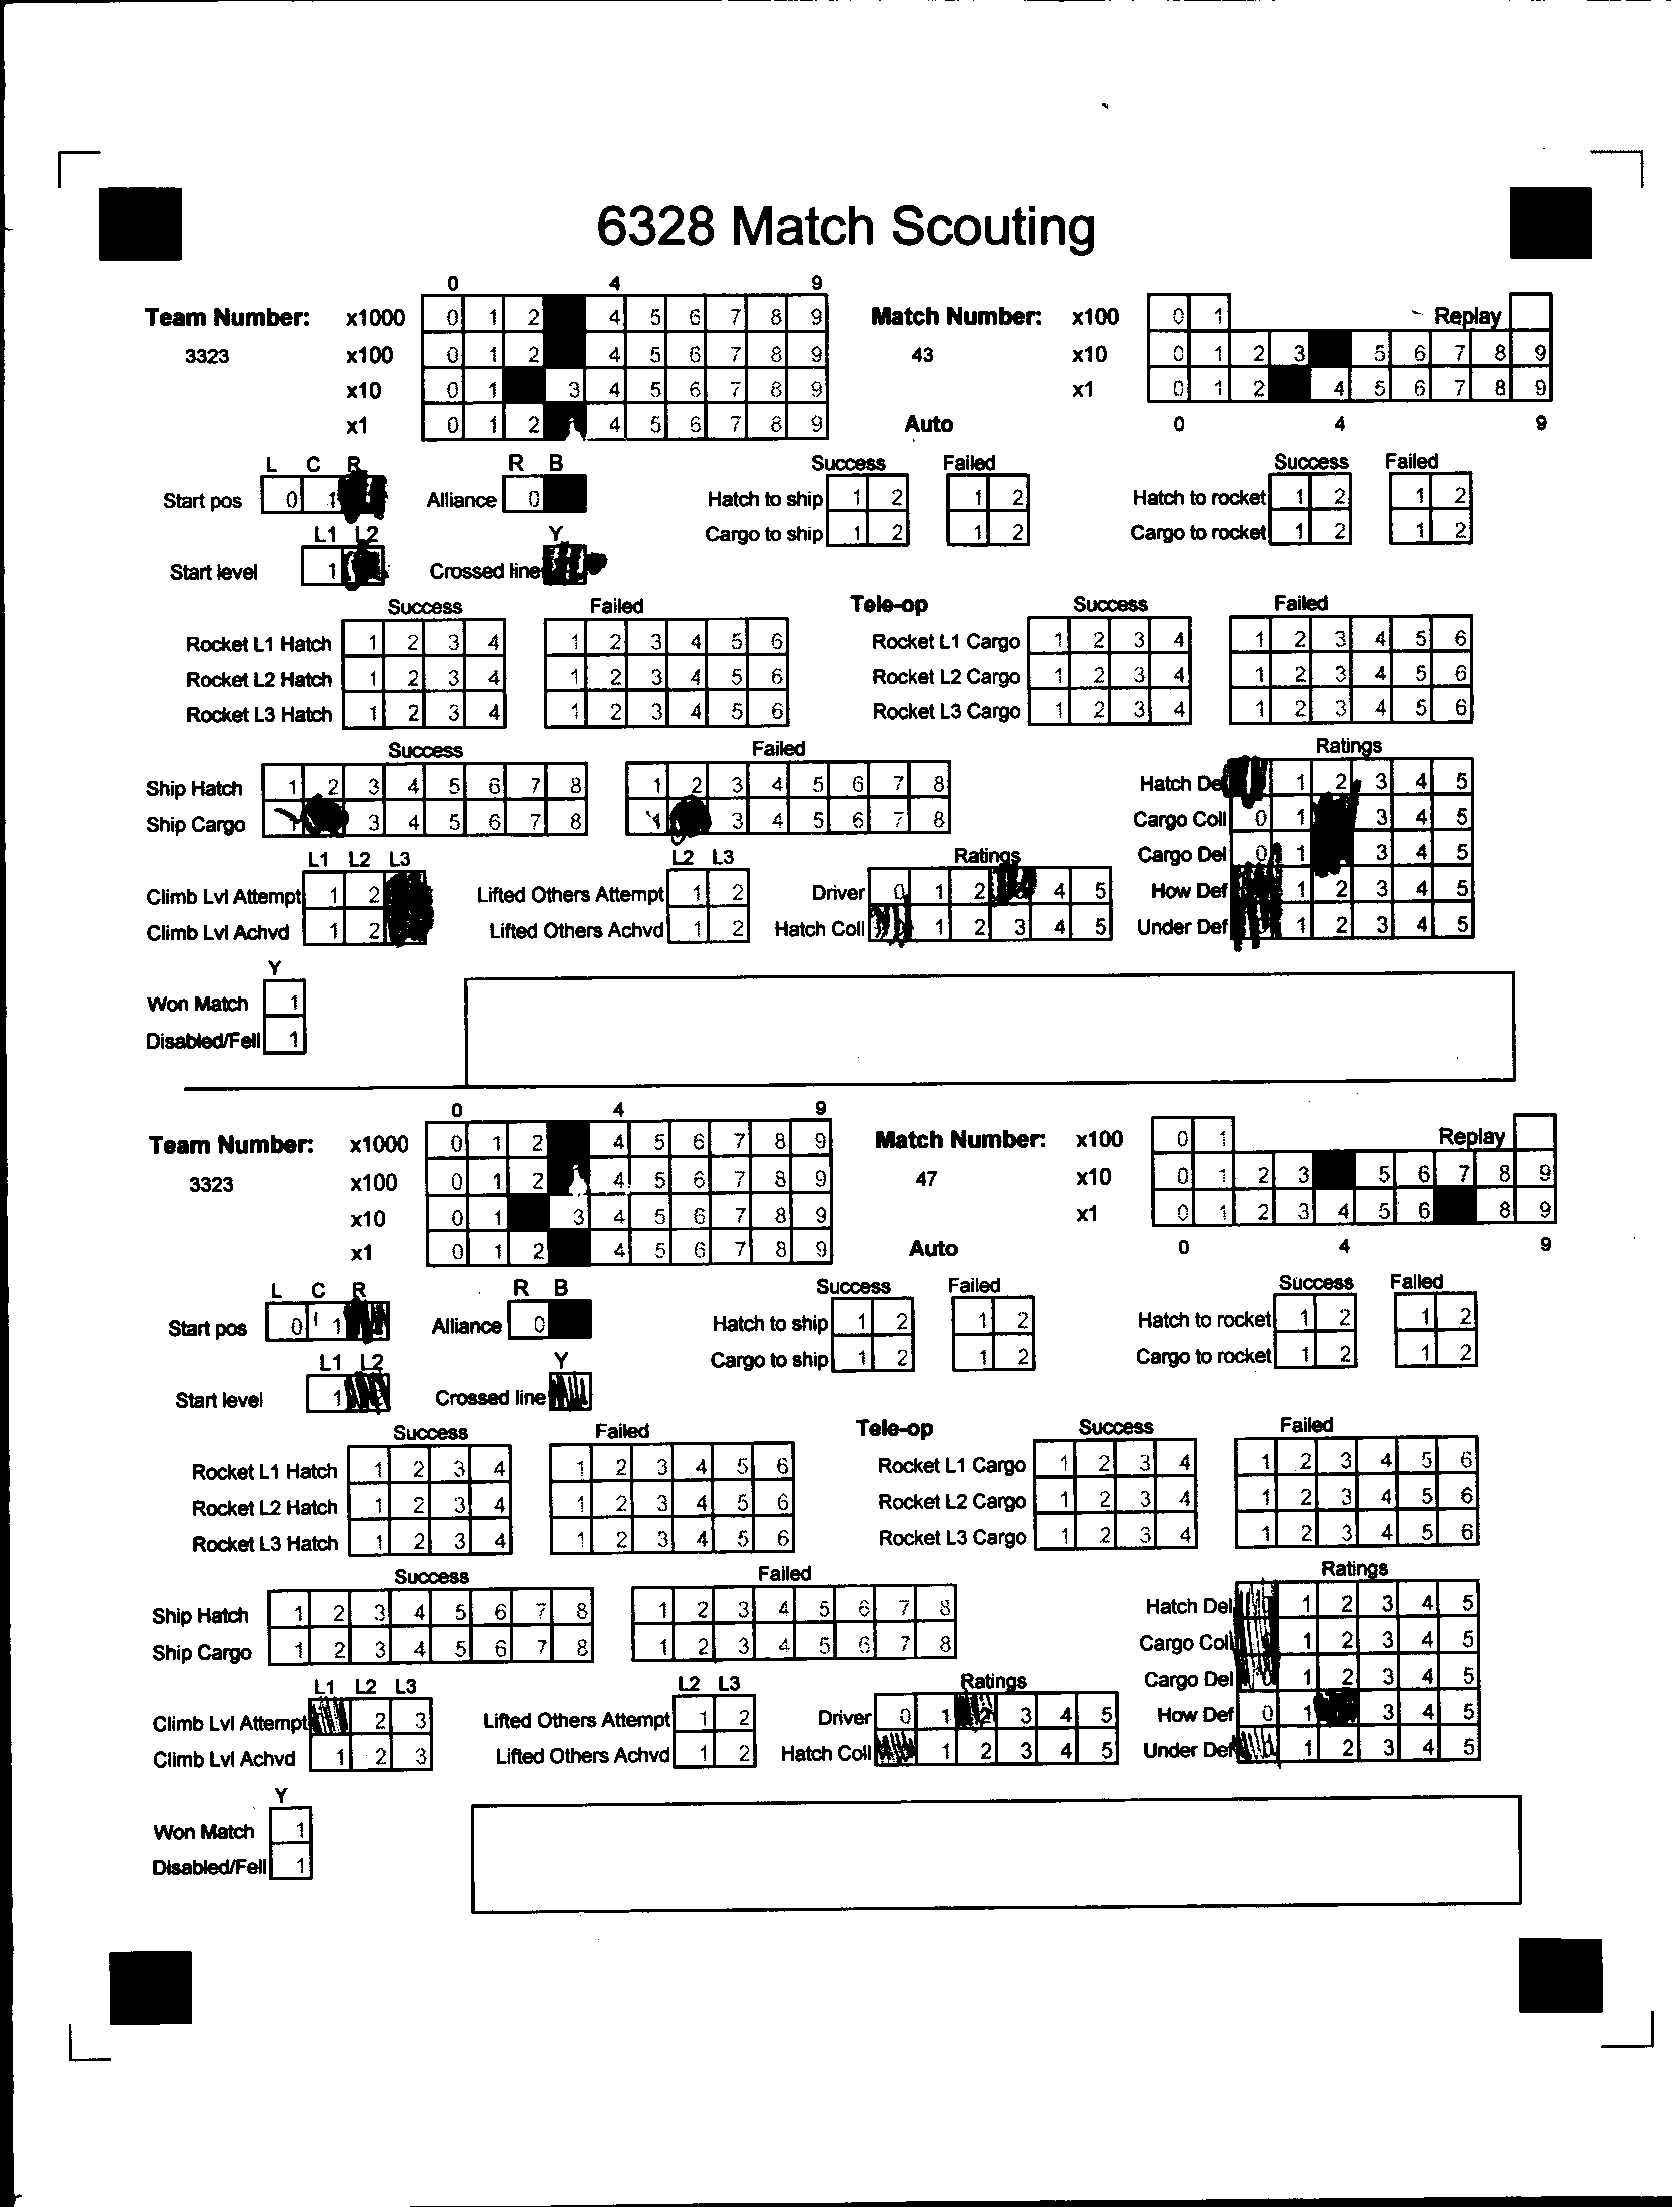 6328 Match Scouting
0 4 9
Team Number: x1000 0 1 2 4 5 6 7 8 9 Match Number: x100 0 1 Replay
3323 x100 0 1 2 4 5 6 7 8 9 43 x10 0 1 2 3 5 6 7 8 9
x10 0 1 3 4 5 6 7 8 9 x1 0 1 2 4 5 6 7 8 9
x1 0 1 2 4 5 6 7 8 9 Auto 0 4 9
L C R R B Success Failed Success Failed
Start pos 0 1 Alliance 0 Hatch to ship 1 2 1 2 Hatch to rocket 1 2 1 2
L1 L2 Y Cargo to ship 1 2 1 2 Cargo to rocket 1 2 1 2
Start level 1 Crossed line
Success Failed Tele-op Success Failed
Rocket L1 Hatch 1 2 3 4 1 2 3 4 5 6 Rocket L1 Cargo 1 2 3 4 1 2 3 4 5 6
Rocket L2 Hatch 1 2 3 4 1 2 3 4 5 6 Rocket L2 Cargo 1 2 3 4 1 2 3 4 5 6
Rocket L3 Hatch 1 2 3 4 1 2 3 4 5 6 Rocket L3 Cargo 1 2 3 4 1 2 3 4 5 6
Success Failed Ratings
Ship Hatch 1 2 3 4 5 6 7 8 1 2 3 4 5 6 7 8 Hatch De 1 2 3 4 5
Ship Cargo 1 3 4 5 6 7 8 1 3 4 5 6 7 8 Cargo Coll 0 1 3 4 5
L1 L2 L3 L2 L3 Ratings Cargo Del 0 1 3 4 5
Climb Lvl Attempt 1 2 Lifted Others Attempt 1 2 Driver 0 1 2 4 5 How Def 1 2 3 4 5
Climb Lvl Achvd 1 2 Lifted Others Achvd 1 2 Hatch Coll 1 2 3 4 5 Under Def 1 2 3 4 5
Y
Won Match 1
Disabled/Fell 1
0 4 9
Team Number: x1000 0 1 2 4 5 6 7 8 9 Match Number: x100 0 1 Replay
3323 x100 0 1 2 4 5 6 7 8 9 47 x10 0 1 2 3 5 6 7 8 9
x10 0 1 3 4 5 6 7 8 9 x1 0 1 2 3 4 5 6 8 9
x1 0 1 2 4 5 6 7 8 9 Auto 0 4 9
L C R R B Success Failed Success Failed
Start pos 0 1 Alliance 0 Hatch to ship 1 2 1 2 Hatch to rocket 1 2 1 2
L1 L2 Y Cargo to ship 1 2 1 2 Cargo to rocket 1 2 1 2
Start level 1 Crossed line
Success Failed Tele-op Success Failed
Rocket L1 Hatch 1 2 3 4 1 2 3 4 5 6 Rocket L1 Cargo 1 2 3 4 1 2 3 4 5 6
Rocket L2 Hatch 1 2 3 4 1 2 3 4 5 6 Rocket L2 Cargo 1 2 3 4 1 2 3 4 5 6
Rocket L3 Hatch 1 2 3 4 1 2 3 4 5 6 Rocket L3 Cargo 1 2 3 4 1 2 3 4 5 6
Success Failed Ratings
Ship Hatch 1 2 3 4 5 6 7 8 1 2 3 4 5 6 7 8 Hatch Del 1 2 3 4 5
Ship Cargo 1 2 3 4 5 6 7 8 1 2 3 4 5 6 7 8 Cargo Coll 1 2 3 4 5
L1 L2 L3 L2 L3 Ratings Cargo Del 1 2 3 4 5
Climb Lvl Attempt 2 3 Lifted Others Attempt 1 2 Driver 0 1 2 3 4 5 How Def 0 1 3 4 5
Climb Lvl Achvd 1 2 3 Lifted Others Achvd 1 2 Hatch Coll 1 2 3 4 5 Under Def 1 2 3 4 5
Y
Won Match 1
Disabled/Fell 1